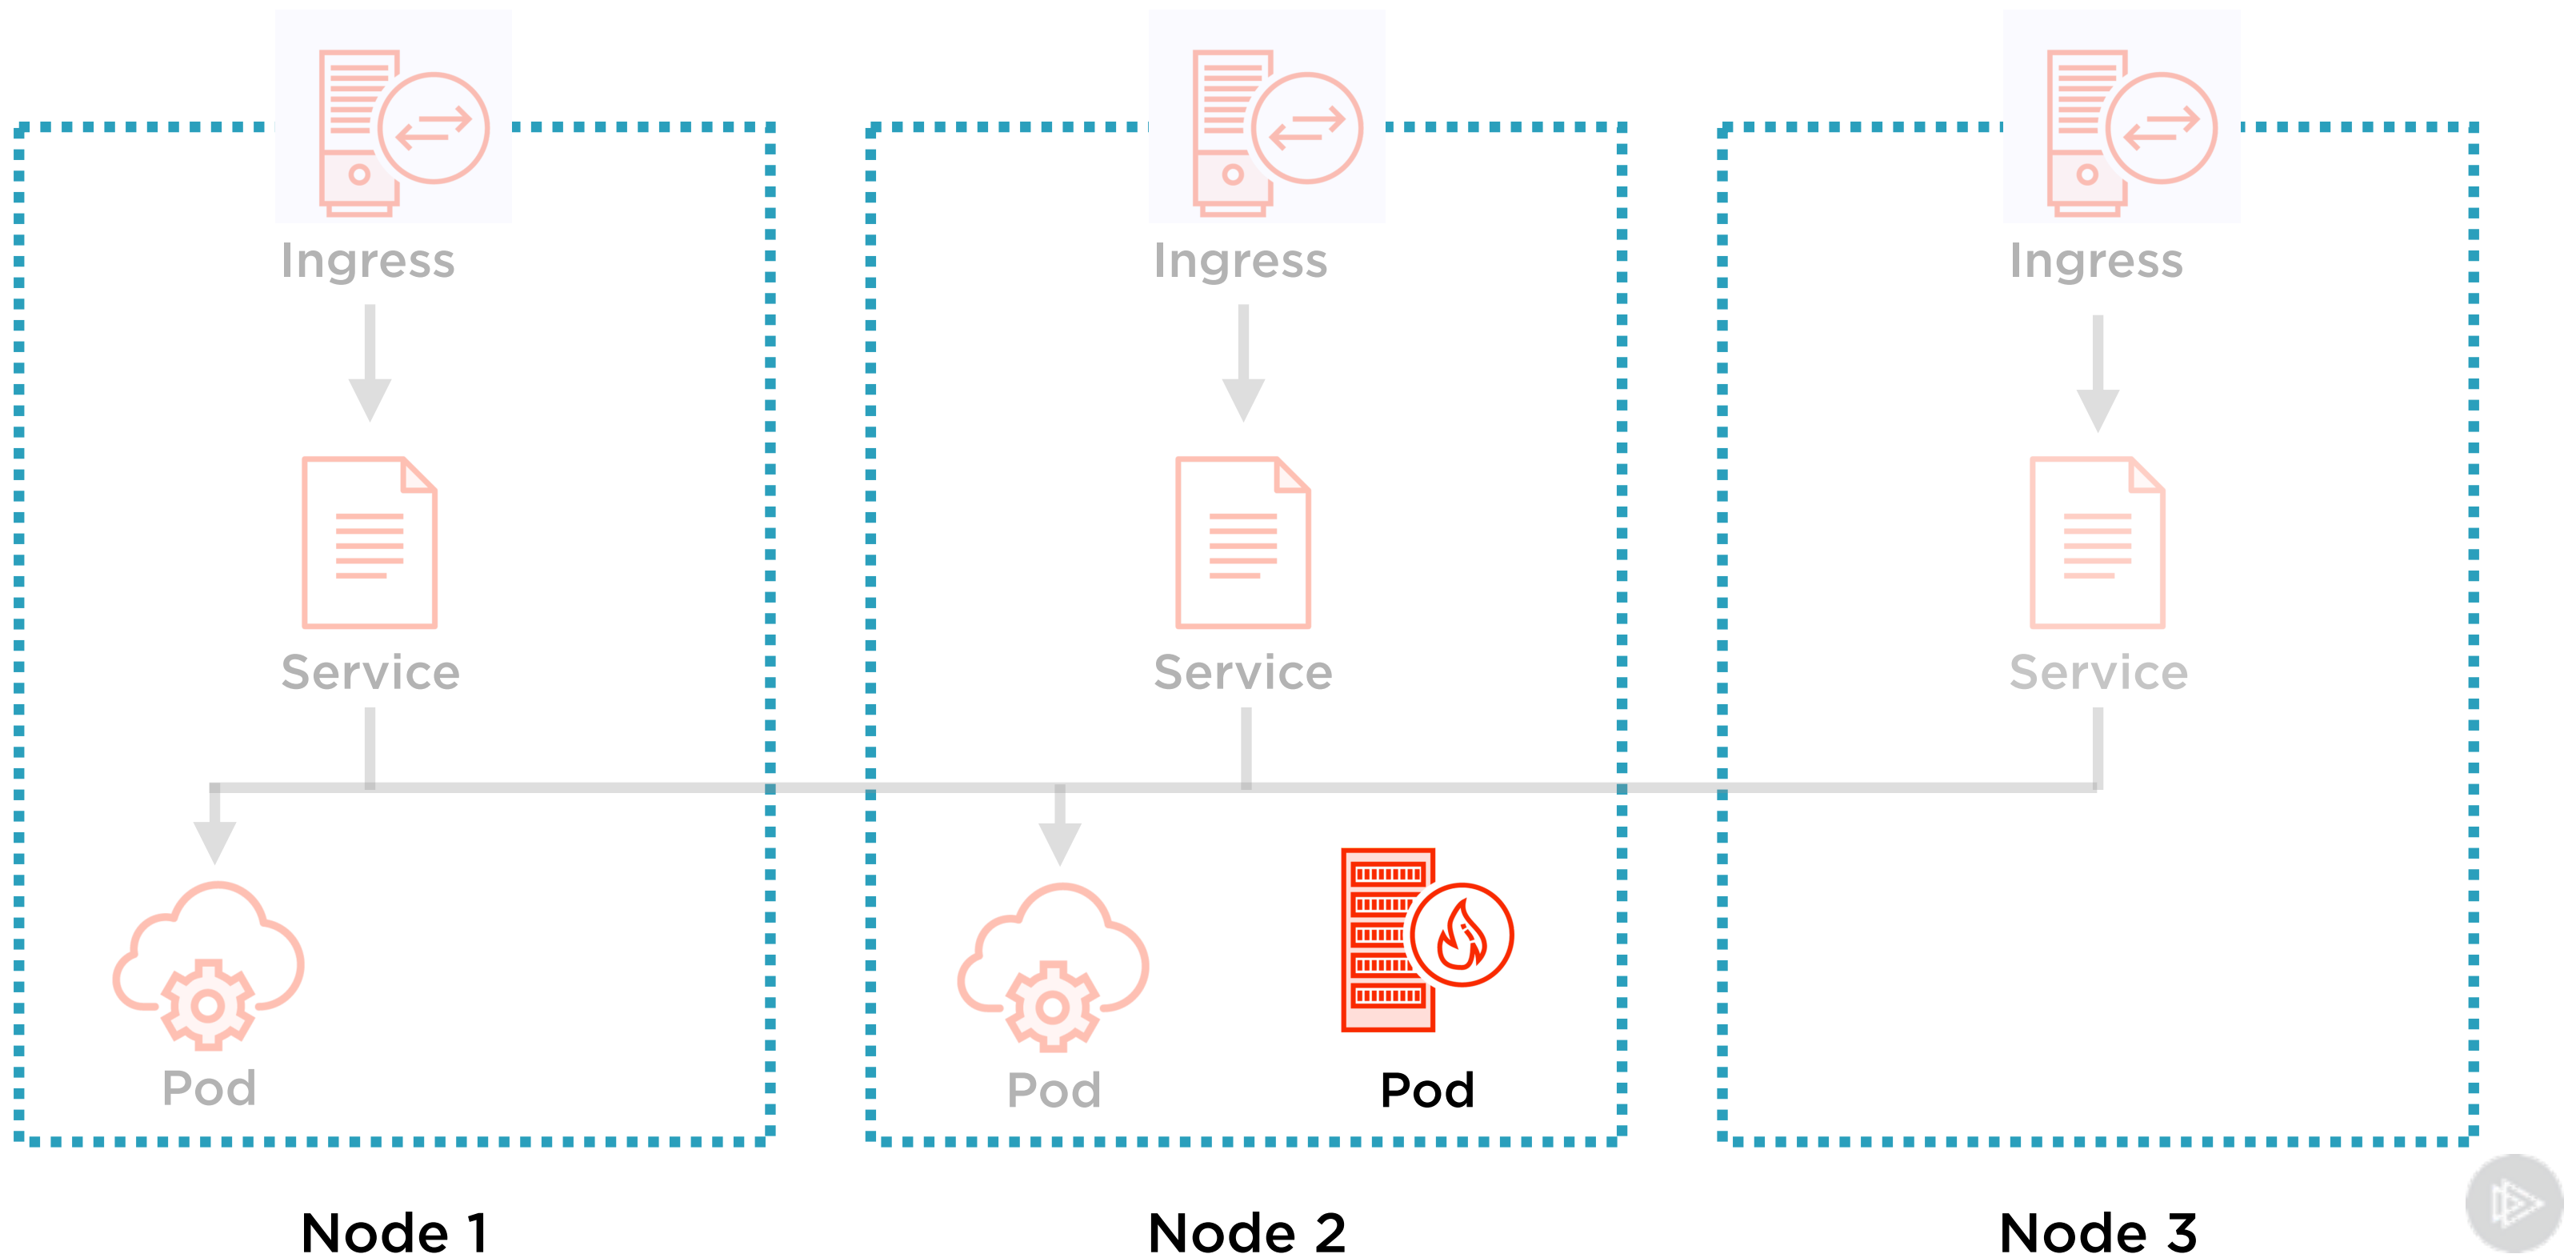 Ingress
Ingress
Ingress
Service
Service
Service
Pod
Pod
Pod
Node 1
Node 2
Node 3